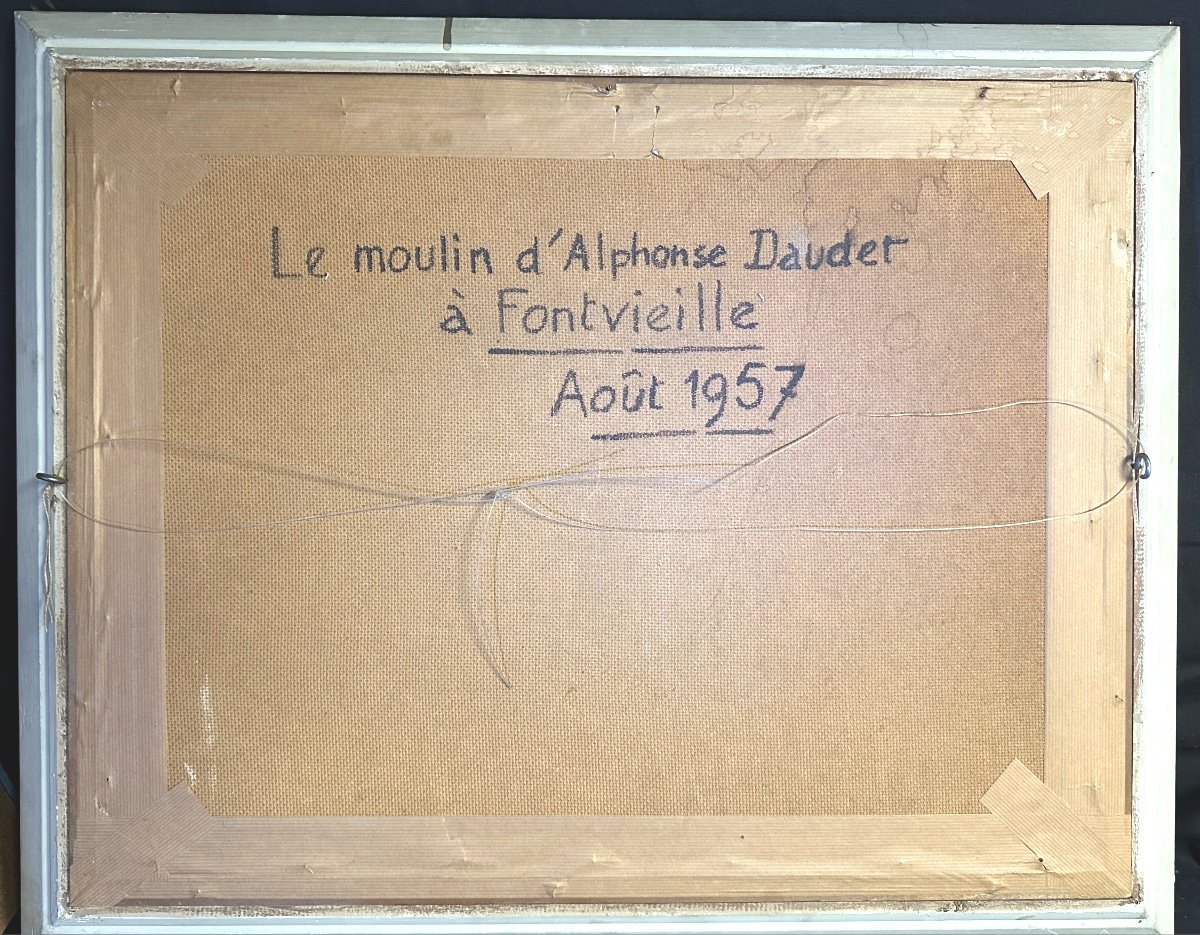 Le moulin d'Alphonse Daudet
à Fontvieille
Août 1957